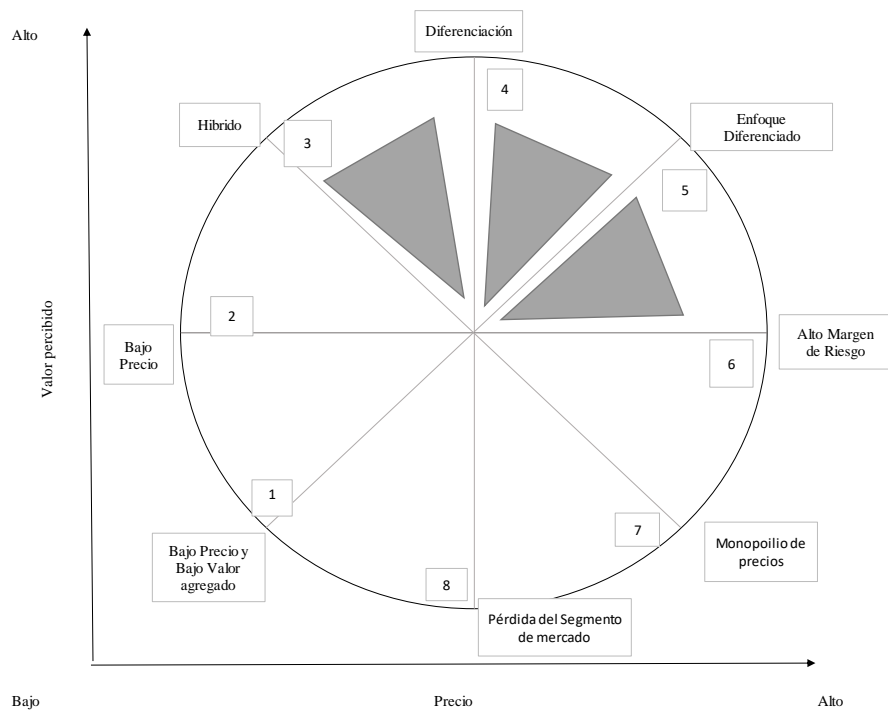 Alto
Diferenciación
4
Hibrido
3
Enfoque
Diferenciado
5
2
Valor percibido
Bajo
Precio
Alto Margen
de Riesgo
6
1
7
Bajo Precio y
Bajo Valor
agregado
Monopoilio de
precios
8
Pérdida del Segmento
de mercado
Bajo
Precio
Alto